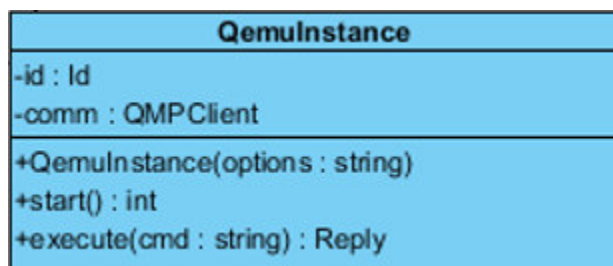 QemuInstance
-id : Id
-comm : QMPClient
+QemuInstance(options : string)
+start() : int
+execute(cmd : string) : Reply